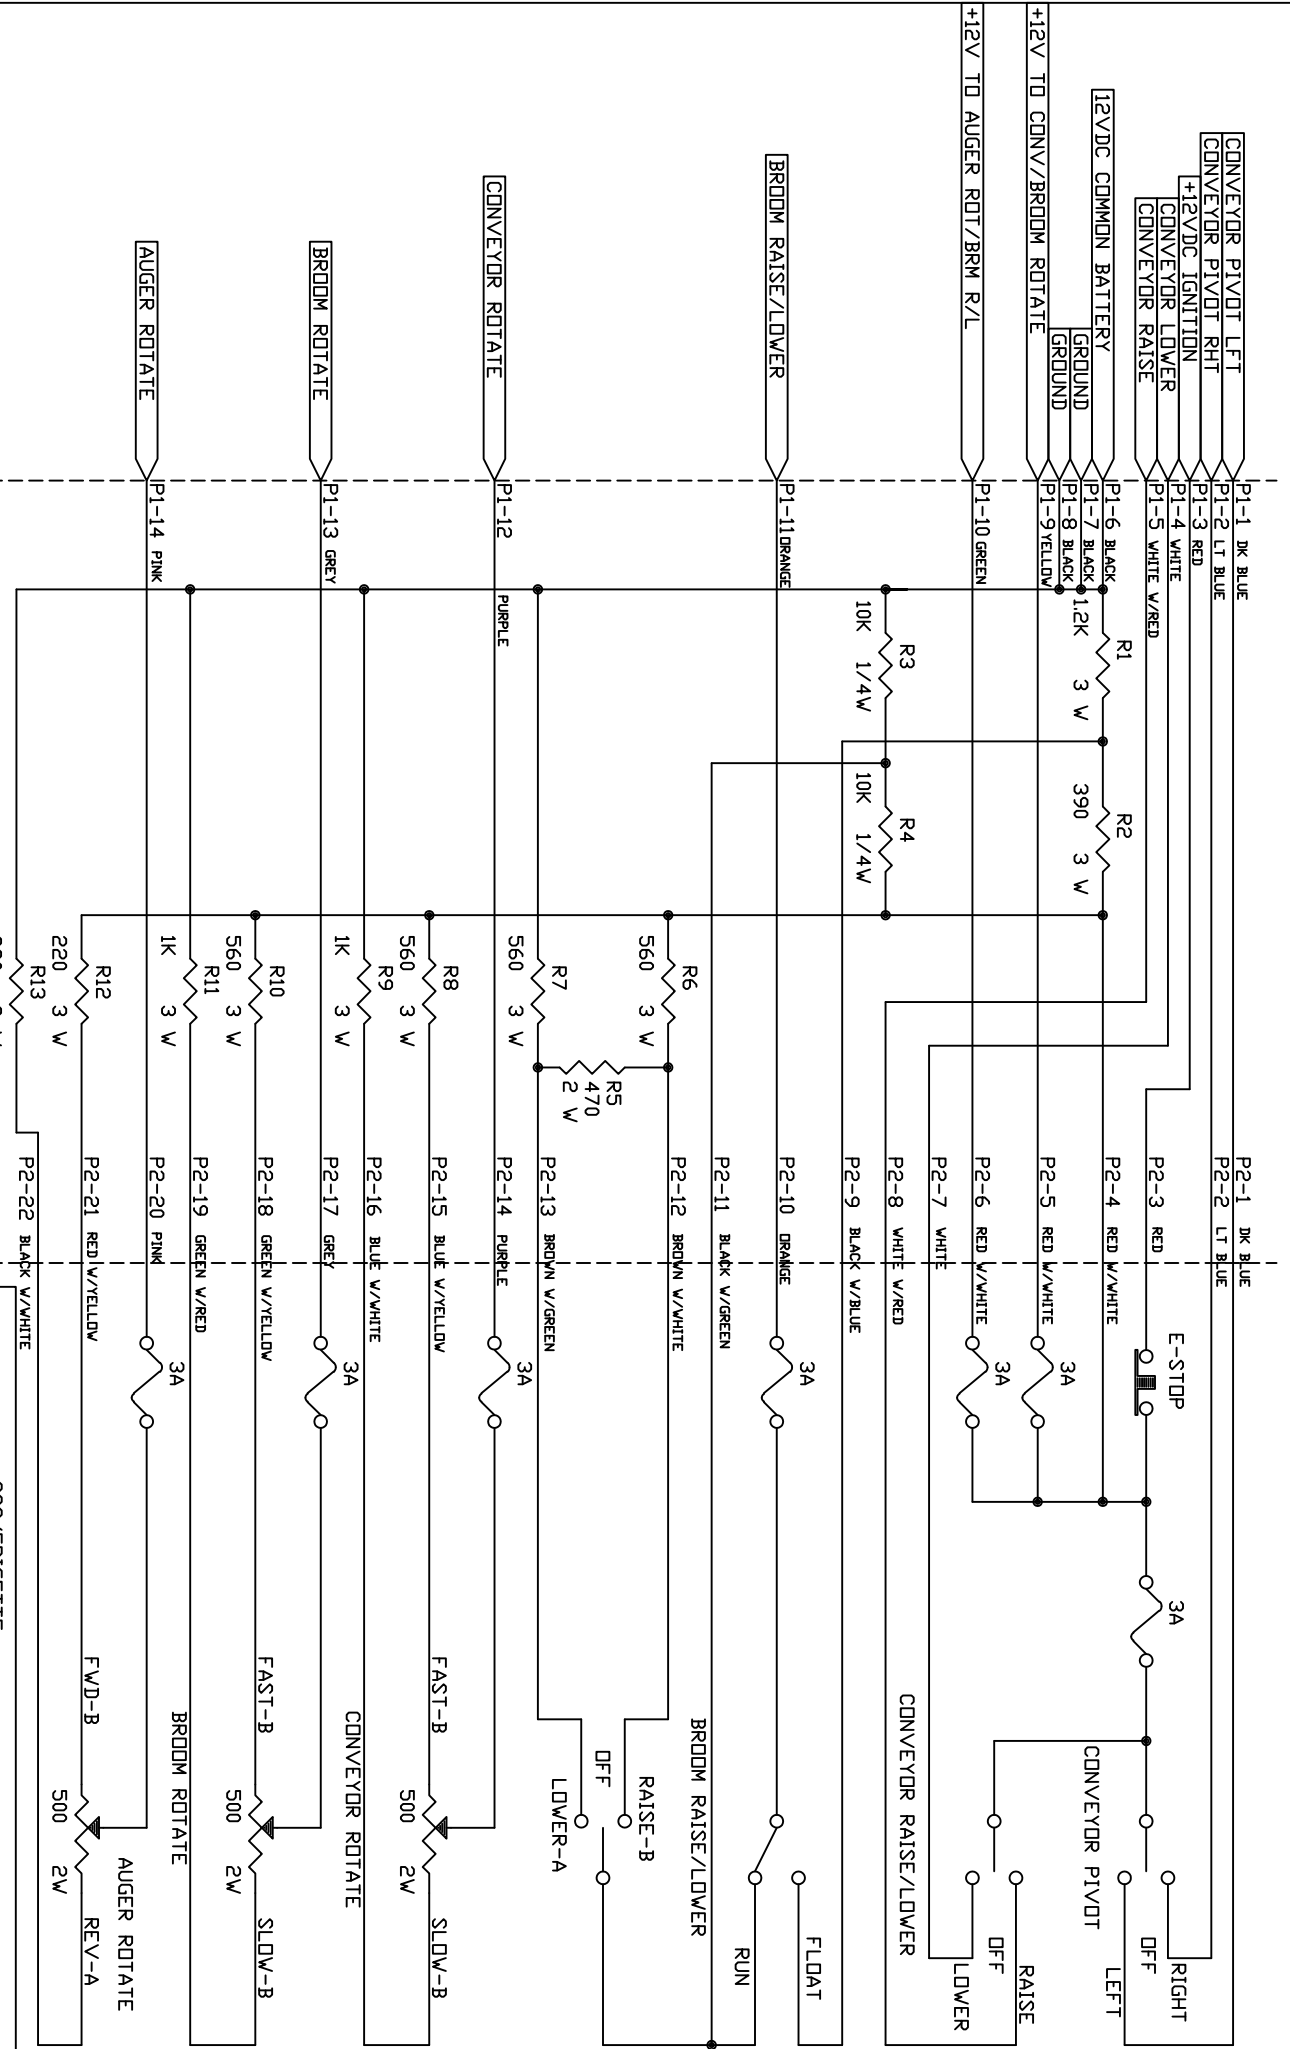 CONVEYOR PIVOT LFT
CONVEYOR PIVOT RHT
+12VDC IGNITION
CONVEYOR LOWER
CONVEYOR RAISE
12VDC COMMON BATTERY
GROUND
GROUND
+12V TO CONV/BROOM ROTATE
+12V TO AUGER ROT/BRM R/L
BROOM RAISE/LOWER
CONVEYOR ROTATE
BROOM ROTATE
AUGER ROTATE
P1-1 DK BLUE
P1-2 LT BLUE
P1-3 RED
P1-4 WHITE
P1-5 WHITE W/RED
P1-6 BLACK
P1-7 BLACK
P1-8 BLACK
P1-9 YELLOW
P1-10 GREEN
P1-11 ORANGE
P1-12 PURPLE
P1-13 GREY
P1-14 PINK
R1
1.2K 3 W
R2
390 3 W
R3
10K 1/4W
R4
10K 1/4W
R6
560 3 W
R5
470
2 W
R7
560 3 W
R8
560 3 W
R9
1K 3 W
R10
560 3 W
R11
1K 3 W
R12
220 3 W
R13
P2-1 DK BLUE
P2-2 LT BLUE
P2-3 RED
P2-4 RED W/WHITE
P2-5 RED W/WHITE
P2-6 RED W/WHITE
P2-7 WHITE
P2-8 WHITE W/RED
P2-9 BLACK W/BLUE
P2-10 ORANGE
P2-11 BLACK W/GREEN
P2-12 BROWN W/WHITE
P2-13 BROWN W/GREEN
P2-14 PURPLE
P2-15 BLUE W/YELLOW
P2-16 BLUE W/WHITE
P2-17 GREY
P2-18 GREEN W/YELLOW
P2-19 GREEN W/RED
P2-20 PINK
P2-21 RED W/YELLOW
P2-22 BLACK W/WHITE
E-STOP
3A
3A
3A
3A
3A
3A
3A
RIGHT
OFF
LEFT
CONVEYOR PIVOT
RAISE
OFF
LOWER
CONVEYOR RAISE/LOWER
FLOAT
RUN
BROOM RAISE/LOWER
RAISE-B
OFF
LOWER-A
FAST-B
500 2W
SLOW-B
CONVEYOR ROTATE
FAST-B
500 2W
SLOW-B
BROOM ROTATE
FWD-B
500 2W
REV-A
AUGER ROTATE